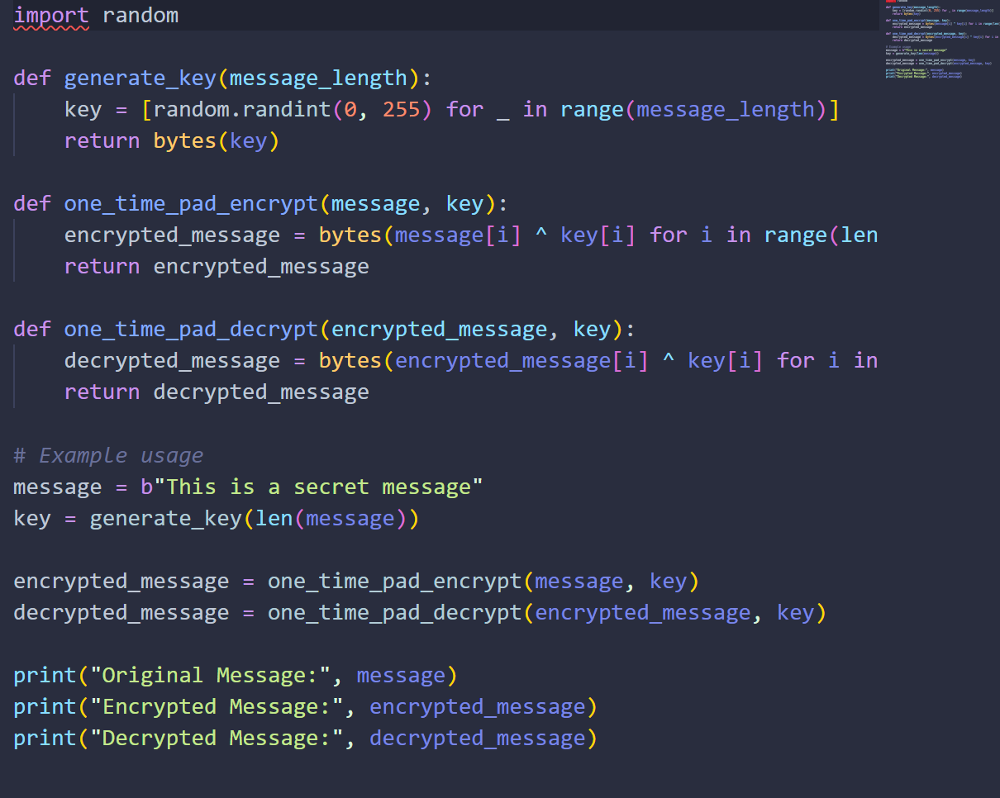 import random
def generate_key(message_length):
key = [random.randint(0, 255) for _ in range(message_length)]
return bytes(key)
def one_time_pad_encrypt(message, key):
encrypted_message = bytes(message[i] ^ key[i] for i in range(len
return encrypted_message
def one_time_pad_decrypt(encrypted_message, key):
decrypted_message = bytes(encrypted_message[i] ^ key[i] for i in
return decrypted_message
# Example usage
message = b"This is a secret message"
key = generate_key(len(message))
encrypted_message = one_time_pad_encrypt(message, key)
decrypted_message = one_time_pad_decrypt(encrypted_message, key)
print("Original Message:", message)
print("Encrypted Message:", encrypted_message)
print("Decrypted Message:", decrypted_message)